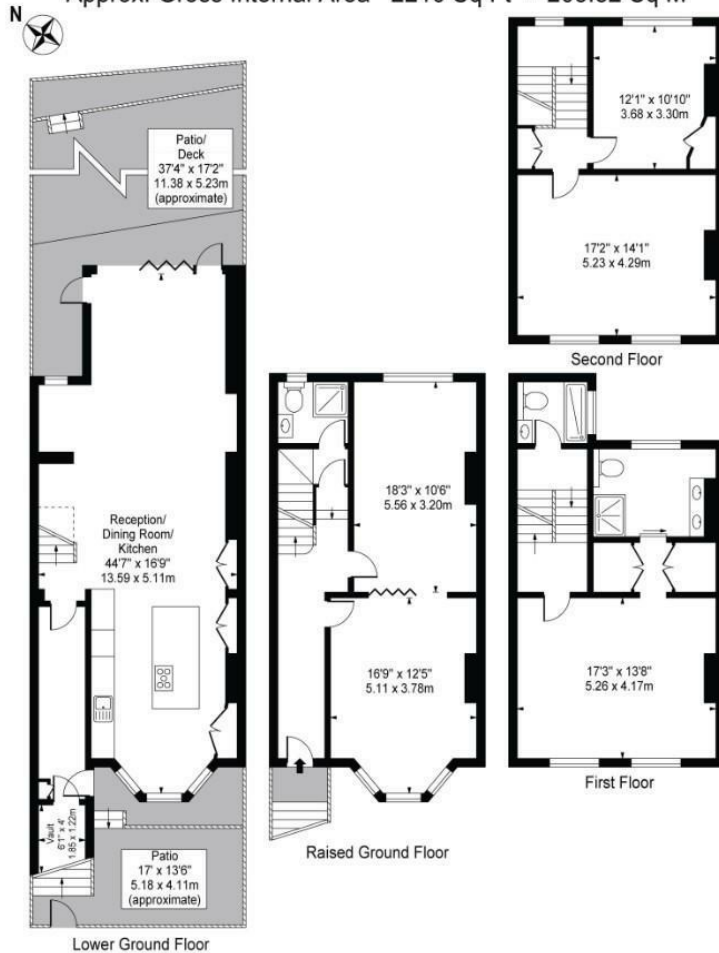 Approx. Gross Internal Area Sq Ft Sq M
N
Patio/
Deck
37'4" x 17'2"
11.38 x 5.23m
(approximate)
Reception/
Dining Room/
Kitchen
44'7" x 16'9"
13.59 x 5.11m
Vault
6'1" x 4'
1.85 x 1.22m
Patio
17' x 13'6"
5.18 x 4.11m
(approximate)
Lower Ground Floor
18'3" x 10'6"
5.56 x 3.20m
16'9" x 12'5"
5.11 x 3.78m
Raised Ground Floor
12'1" x 10'10"
3.68 x 3.30m
17'2" x 14'1"
5.23 x 4.29m
Second Floor
17'3" x 13'8"
5.26 x 4.17m
First Floor